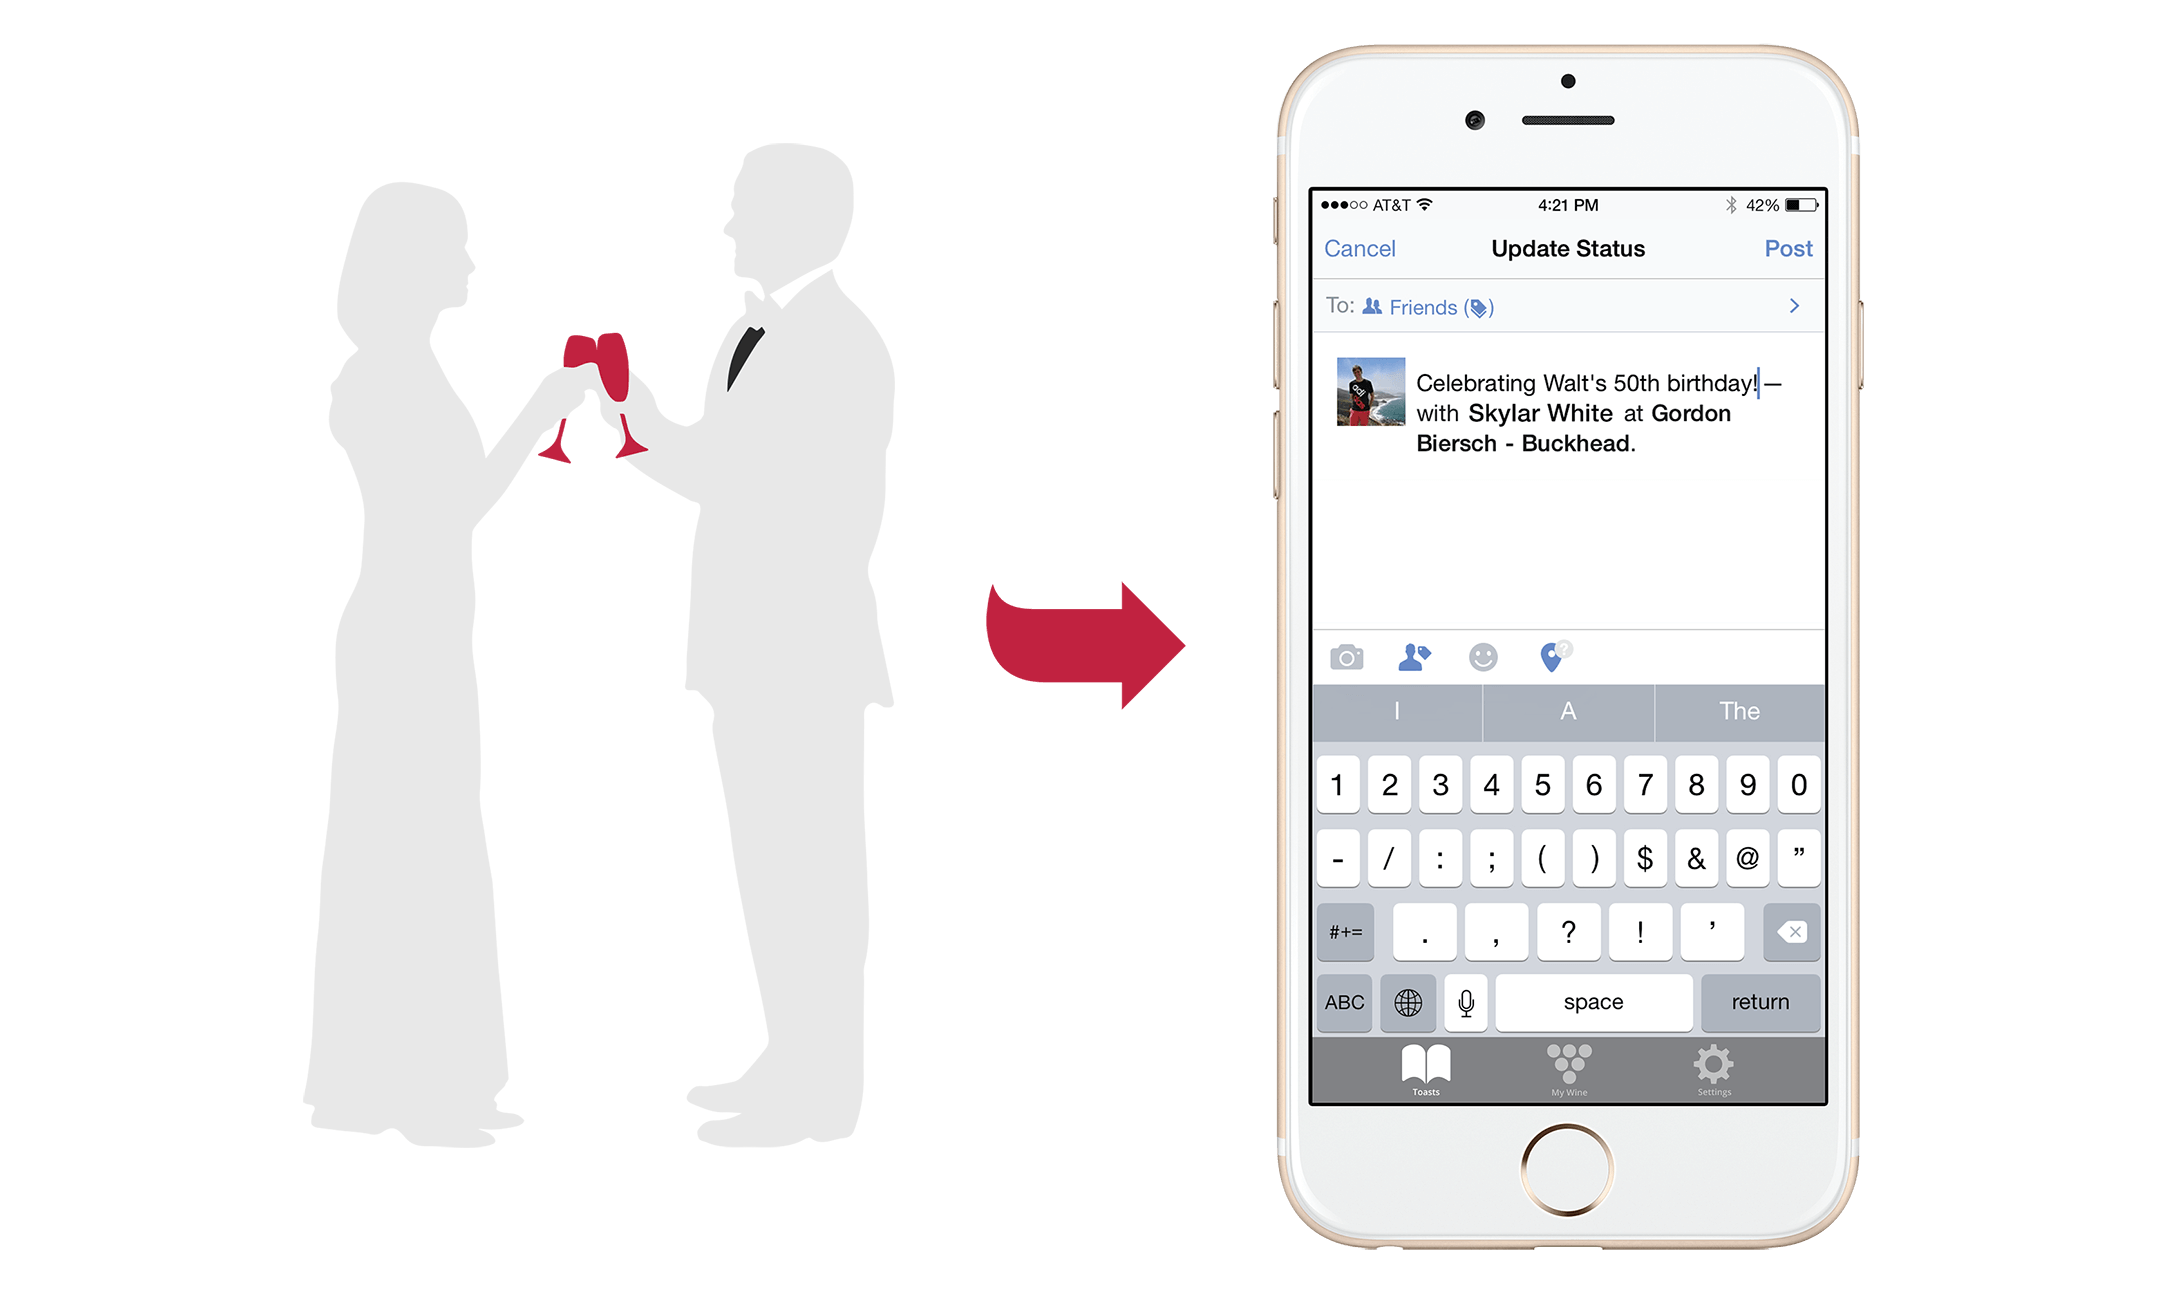 AT&T 4:21 PM 42%
Cancel Update Status Post
To: Friends ( )
Celebrating Walt's 50th birthday! —
with Skylar White at Gordon
Biersch - Buckhead.
?
I A The
1 2 3 4 5 6 7 8 9 0
- / : ; ( ) $ & @ ”
#+= . , ? ! ’
ABC space return
Toasts My Wine Settings